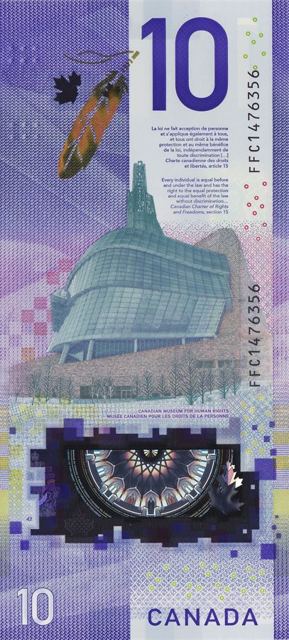 10
La loi ne fait acception de personne
et s'applique également à tous,
et tous ont droit à la même
protection et au même bénéfice
de la loi, indépendamment de
toute discrimination [...]
Charte canadienne des droits
et libertés, article 15
Every individual is equal before
and under the law and has the
right to the equal protection
and equal benefit of the law
without discrimination...
Canadian Charter of Rights
and Freedoms, section 15
FFC1476356
FFC1476356
CANADIAN MUSEUM FOR HUMAN RIGHTS
MUSÉE CANADIEN POUR LES DROITS DE LA PERSONNE
10
CANADA